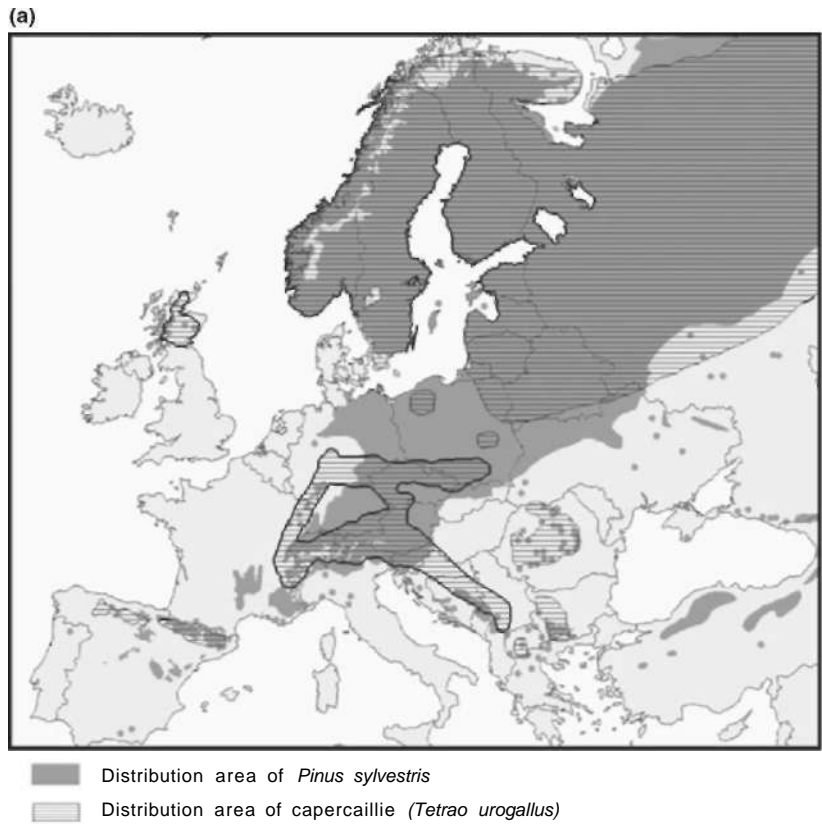 (a)
Distribution area of Pinus sylvestris
Distribution area of capercaillie (Tetrao urogallus)